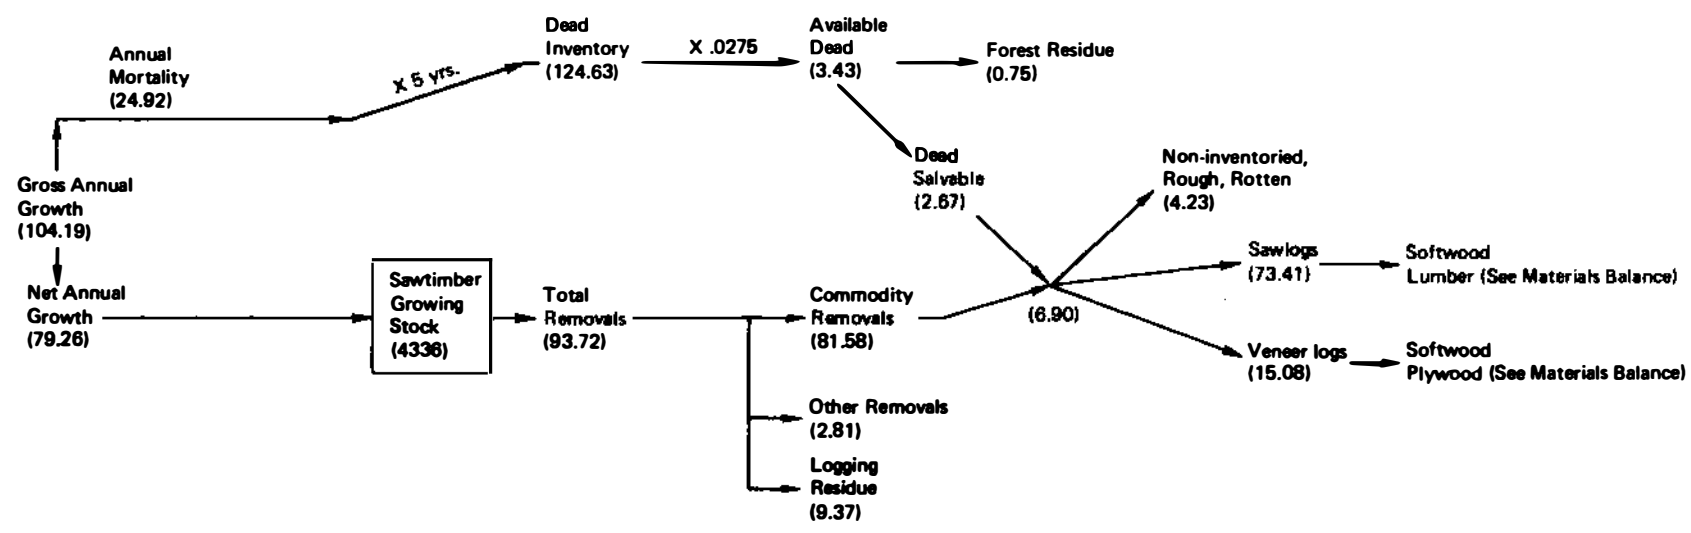 Annual
Mortality
(24.92)
X 5 yrs.
Dead
Inventory
(124.63)
X .0275
Available
Dead
(3.43)
Forest Residue
(0.75)
Dead
Salvable
(2.67)
Non-inventoried,
Rough, Rotten
(4.23)
Gross Annual
Growth
(104.19)
Net Annual
Growth
(79.26)
Sawtimber
Growing
Stock
(4336)
Total
Removals
(93.72)
Commodity
Removals
(81.58)
(6.90)
Sawlogs
(73.41)
Softwood
Lumber (See Materials Balance)
Veneer logs
(15.08)
Softwood
Plywood (See Materials Balance)
Other Removals
(2.81)
Logging
Residue
(9.37)